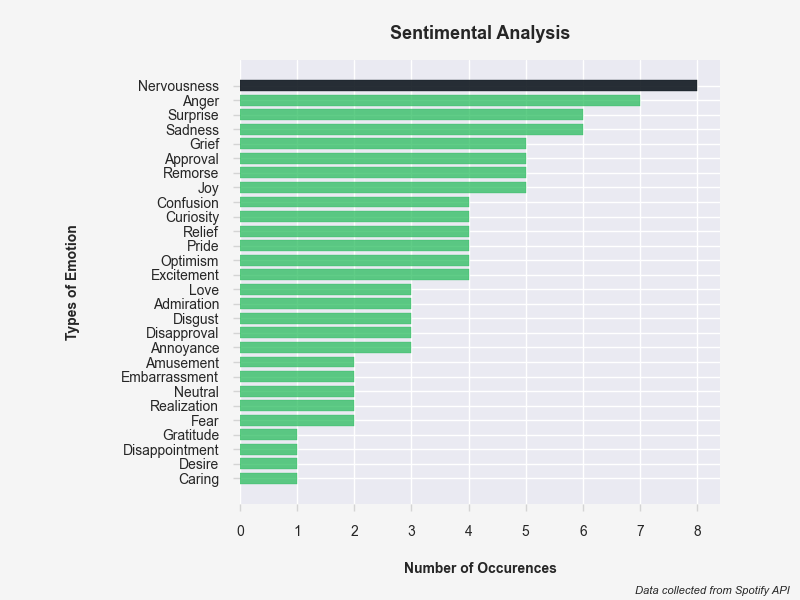 Sentimental Analysis
Types of Emotion
Nervousness
Anger
Surprise
Sadness
Grief
Approval
Remorse
Joy
Confusion
Curiosity
Relief
Pride
Optimism
Excitement
Love
Admiration
Disgust
Disapproval
Annoyance
Amusement
Embarrassment
Neutral
Realization
Fear
Gratitude
Disappointment
Desire
Caring
0 1 2 3 4 5 6 7 8
Number of Occurences
Data collected from Spotify API